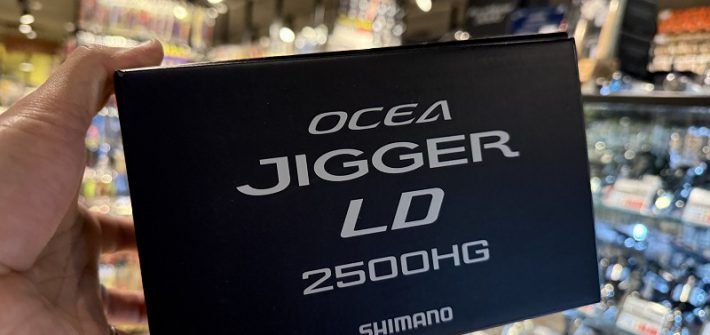 OCEA
JIGGER
LD
2500HG
SHIMANO